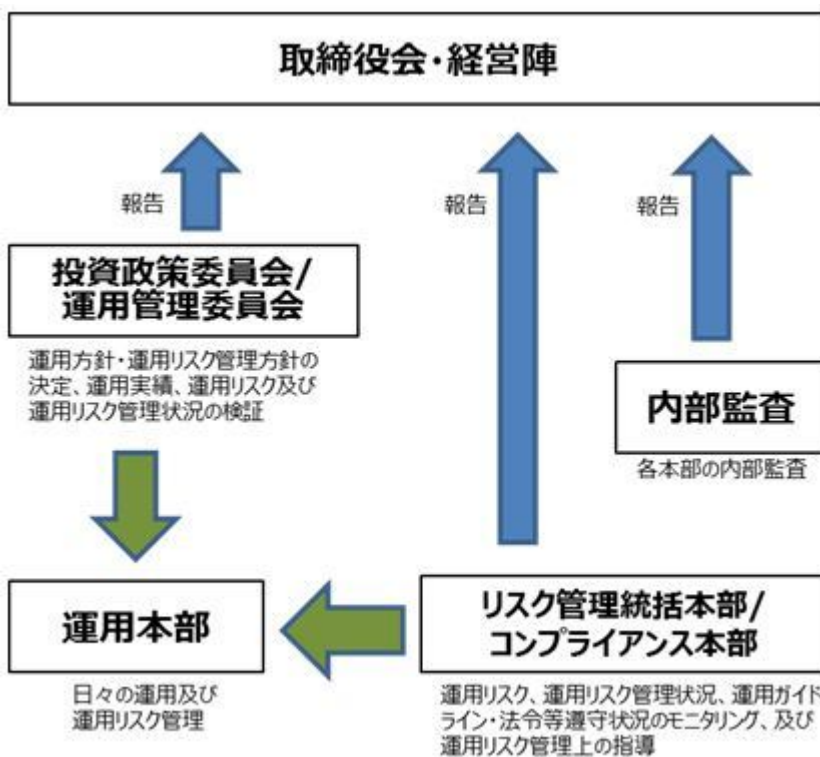 取締役会・経営陣
報告
報告
報告
投資政策委員会/
運用管理委員会
運用方針・運用リスク管理方針の
決定、運用実績、運用リスク及び
運用リスク管理状況の検証
内部監査
各本部の内部監査
運用本部
日々の運用及び
運用リスク管理
リスク管理統括本部/
コンプライアンス本部
運用リスク、運用リスク管理状況、運用ガイド
ライン・法令等遵守状況のモニタリング、及び
運用リスク管理上の指導